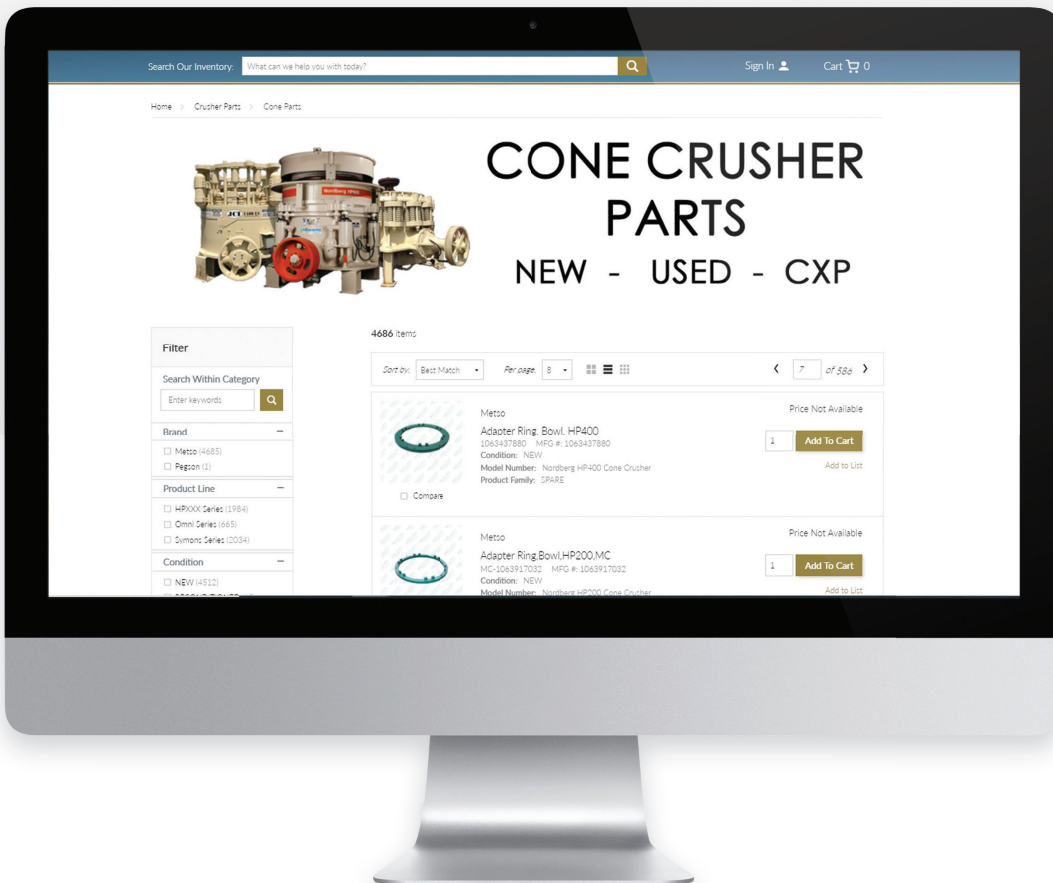 Search Our Inventory: What can we help you with today? Sign In Cart 0
Home > Crusher Parts > Cone Parts
CONE CRUSHER
PARTS
NEW - USED - CXP
Nordberg HP400
JCI
4686 items
Filter
Sort by: Best Match Per page: 8 7 of 586
Search Within Category
Enter keywords
Brand
Metso (4685)
Pegson (1)
Product Line
HPXXX Series (1984)
Omni Series (665)
Symons Series (2034)
Condition
NEW (4512)
Metso
Price Not Available
Adapter Ring, Bowl, HP400
1063437880 MFG #: 1063437880
Condition: NEW
Model Number: Nordberg HP400 Cone Crusher
Product Family: SPARE
1 Add To Cart
Add to List
Compare
Metso
Price Not Available
Adapter Ring,Bowl,HP200,MC
MC-1063917032 MFG #: 1063917032
Condition: NEW
Model Number: Nordberg HP200 Cone Crusher
1 Add To Cart
Add to List